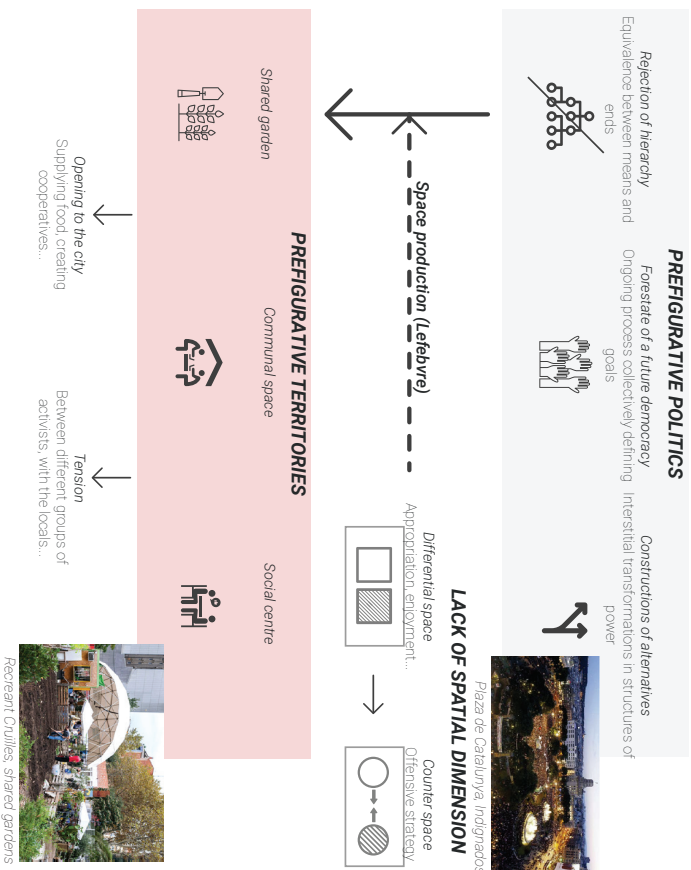 PREFIGURATIVE POLITICS
Rejection of hierarchy
Equivalence between means and
ends
Forestate of a future democracy
Ongoing process collectively defining
goals
Constructions of alternatives
Interstitial transformations in structures of
power
Plaza de Catalunya, Indignados
LACK OF SPATIAL DIMENSION
Space production (Lefebvre)
Differential space
Appropriation, enjoyment...
Counter space
Offensive strategy
PREFIGURATIVE TERRITORIES
Shared garden
Communal space
Social centre
Opening to the city
Supplying food, creating
cooperatives...
Tension
Between different groups of
activists, with the locals...
Recreant Cruilles, shared gardens